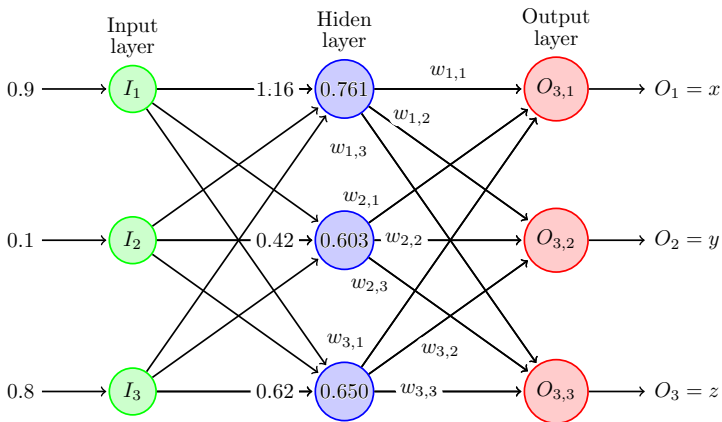 Input
layer
Hiden
layer
Output
layer
0.9
I₁
1.16
0.761
w₁,₁
O₃,₁
O₁ = x
w₁,₂
w₁,₃
w₂,₁
0.1
I₂
0.42
0.603
w₂,₂
O₃,₂
O₂ = y
w₂,₃
w₃,₁
w₃,₂
0.8
I₃
0.62
0.650
w₃,₃
O₃,₃
O₃ = z